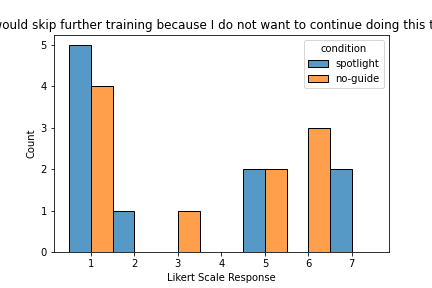 would skip further training because I do not want to continue doing this t
condition
spotlight
no-guide
5
4
3
2
1
0
Count
1 2 3 4 5 6 7
Likert Scale Response